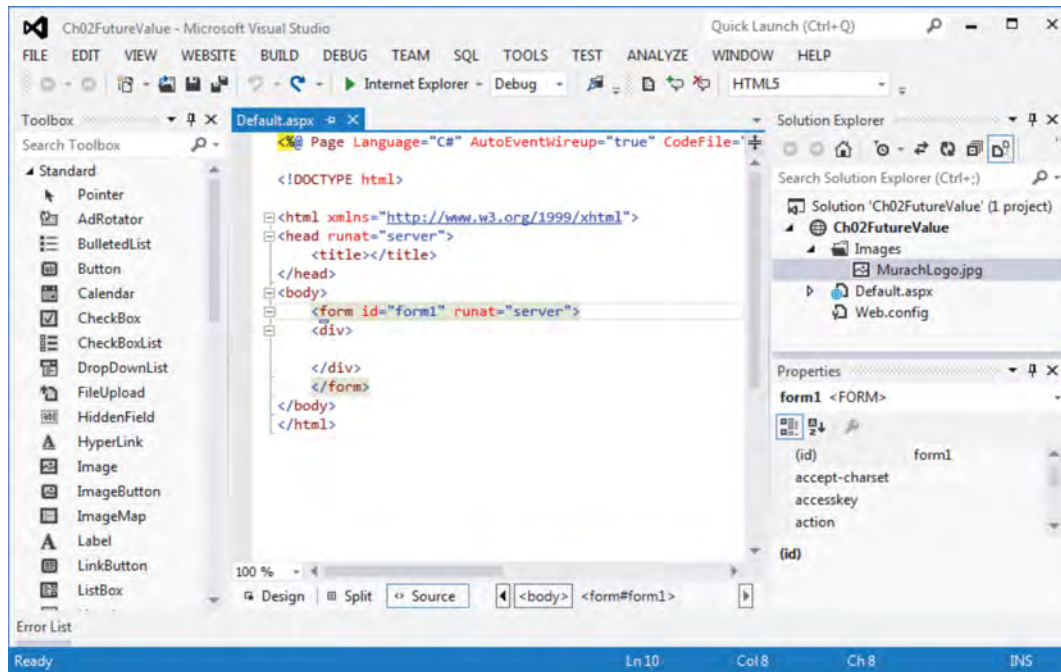 Ch02FutureValue - Microsoft Visual Studio
Quick Launch (Ctrl+Q)
FILE EDIT VIEW WEBSITE BUILD DEBUG TEAM SQL TOOLS TEST ANALYZE WINDOW HELP
Internet Explorer Debug HTML5
Toolbox
Search Toolbox
Standard
Pointer
AdRotator
BulletedList
Button
Calendar
CheckBox
CheckBoxList
DropDownList
FileUpload
HiddenField
HyperLink
Image
ImageButton
ImageMap
Label
LinkButton
ListBox
Default.aspx
<%@ Page Language="C#" AutoEventWireup="true" CodeFile="
<!DOCTYPE html>
<html xmlns="http://www.w3.org/1999/xhtml">
<head runat="server">
<title></title>
</head>
<body>
<form id="form1" runat="server">
<div>
</div>
</form>
</body>
</html>
100 %
Design Split Source <body> <form#form1>
Solution Explorer
Search Solution Explorer (Ctrl+;)
Solution 'Ch02FutureValue' (1 project)
Ch02FutureValue
Images
MurachLogo.jpg
Default.aspx
Web.config
Properties
form1 <FORM>
(id) form1
accept-charset
accesskey
action
(id)
Error List
Ready Ln 10 Col 8 Ch 8 INS